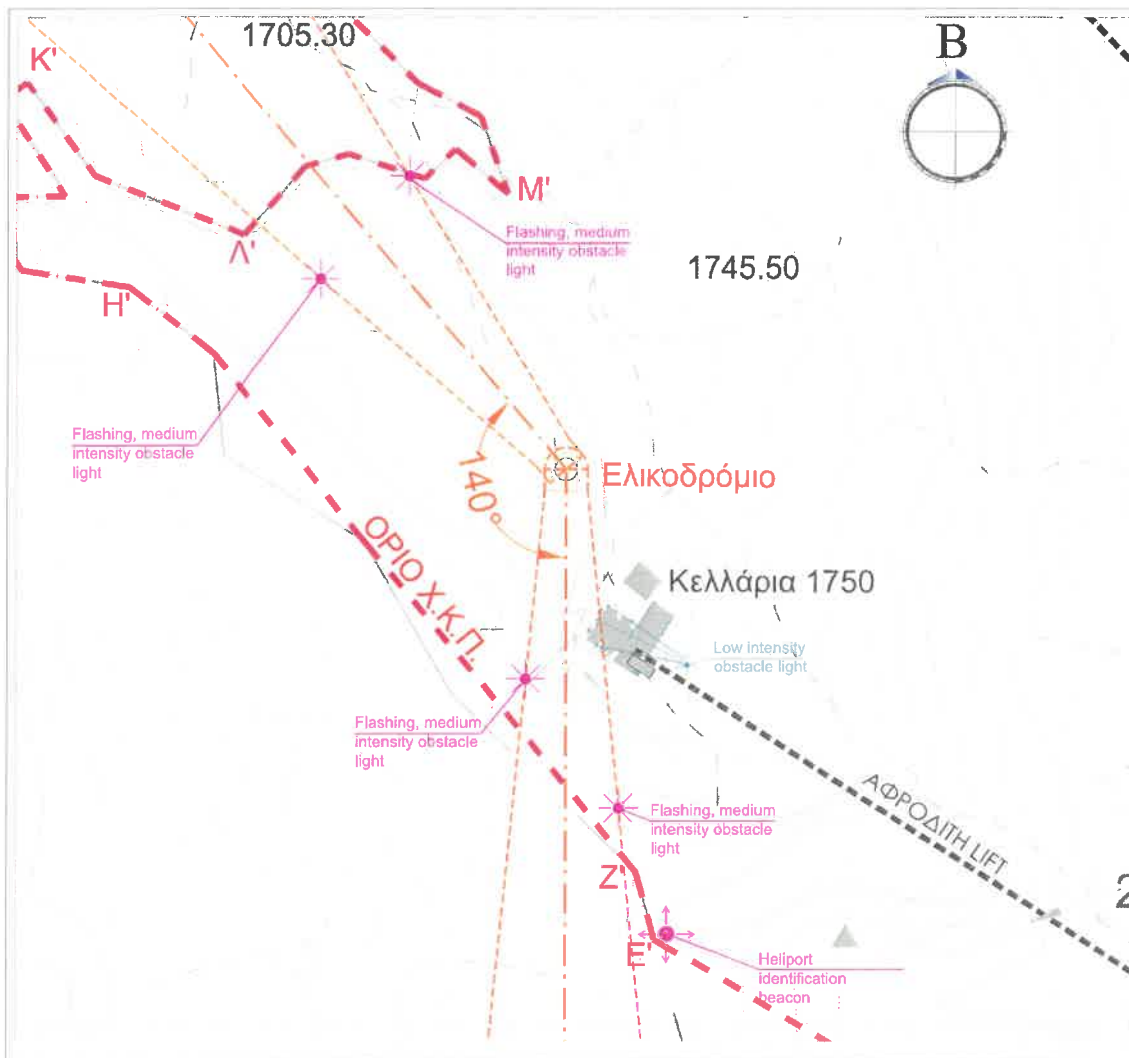 1705.30
B
K'
M'
Flashing, medium
intensity obstacle
light
Λ'
1745.50
H'
Flashing, medium
intensity obstacle
light
140°
Ελικοδρόμιο
ΟΡΙΟ Χ.Κ.Π.
Κελλάρια 1750
Low intensity
obstacle light
Flashing, medium
intensity obstacle
light
ΑΦΡΟΔΙΤΗ LIFT
Flashing, medium
intensity obstacle
light
Z'
2
E'
Heliport
identification
beacon